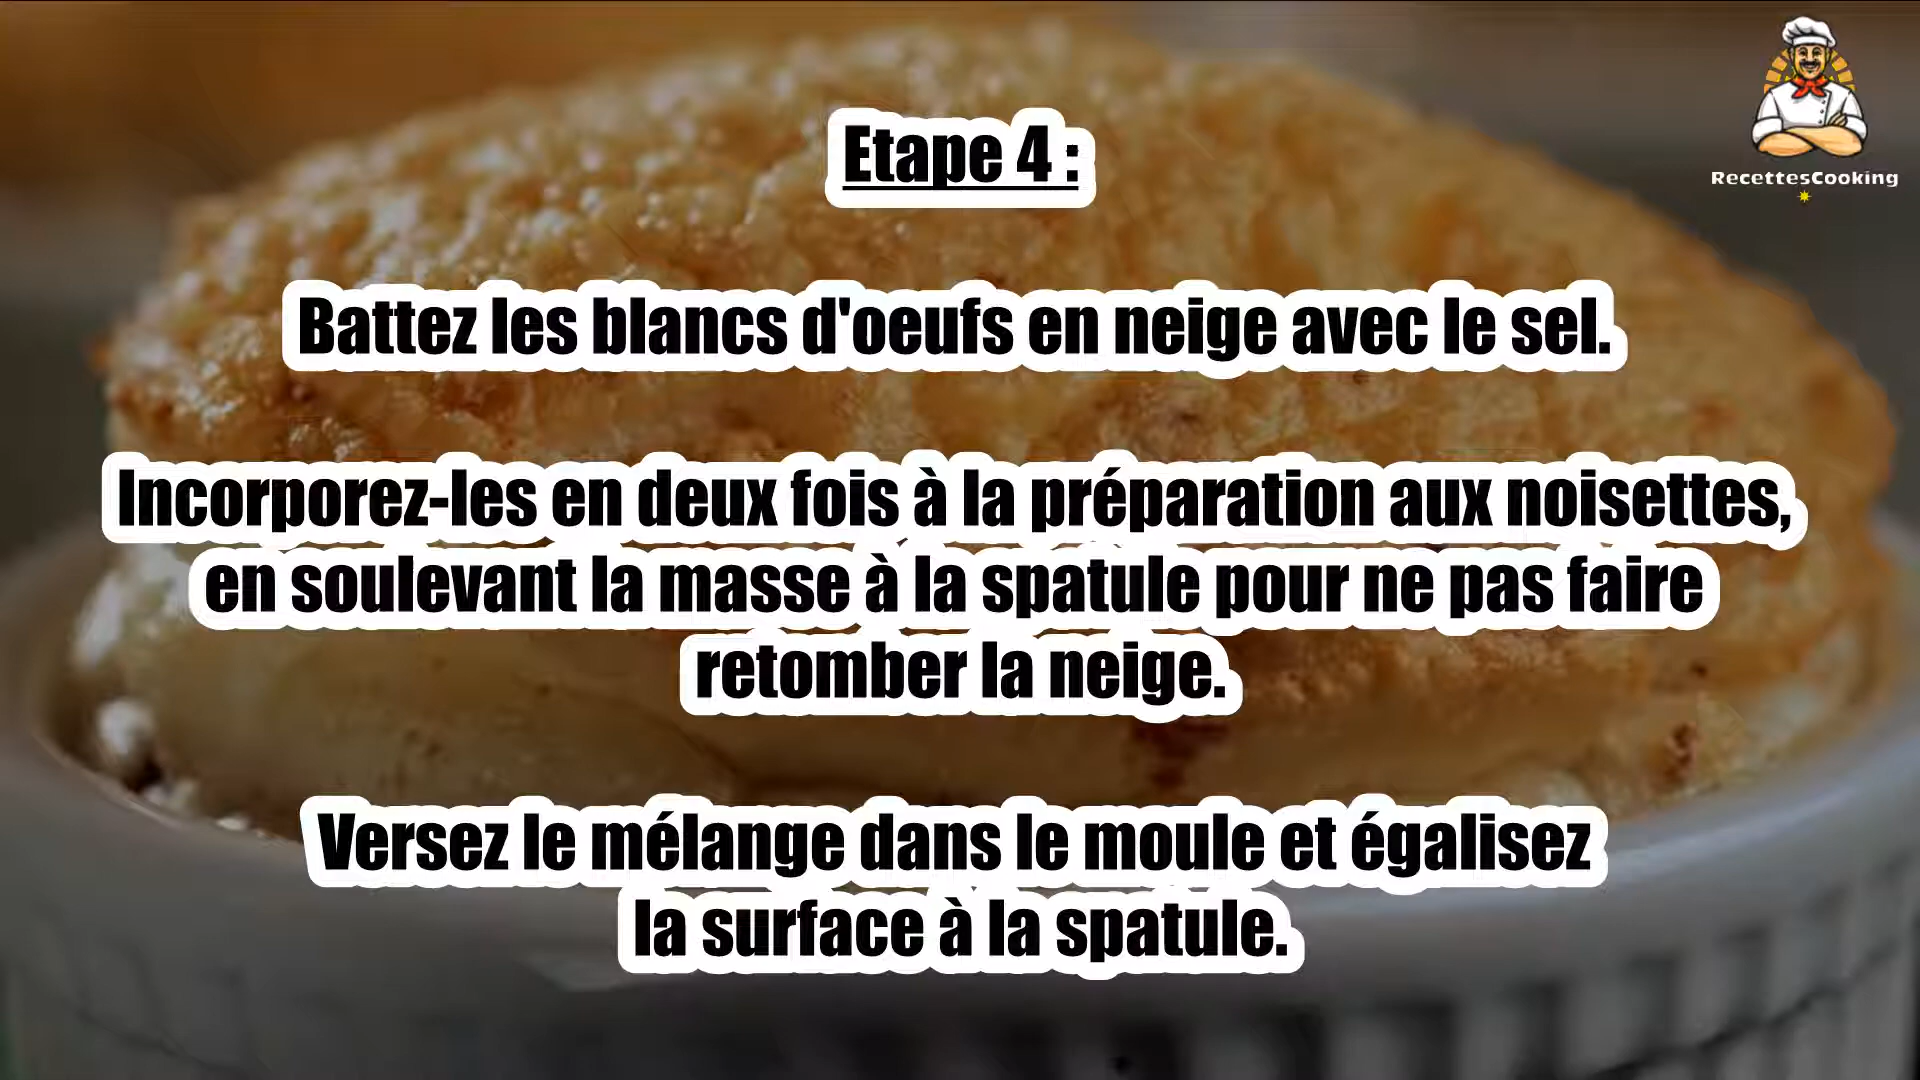 RecettesCooking
Etape 4 :
Battez les blancs d'oeufs en neige avec le sel.
Incorporez-les en deux fois à la préparation aux noisettes,
en soulevant la masse à la spatule pour ne pas faire
retomber la neige.
Versez le mélange dans le moule et égalisez
la surface à la spatule.